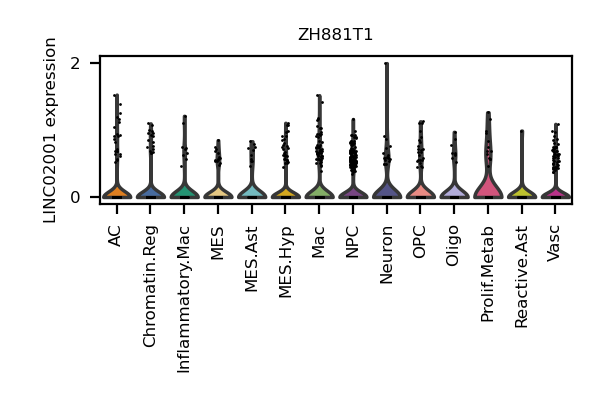 ZH881T1
LINC02001 expression
2
0
AC
Chromatin.Reg
Inflammatory.Mac
MES
MES.Ast
MES.Hyp
Mac
NPC
Neuron
OPC
Oligo
Prolif.Metab
Reactive.Ast
Vasc